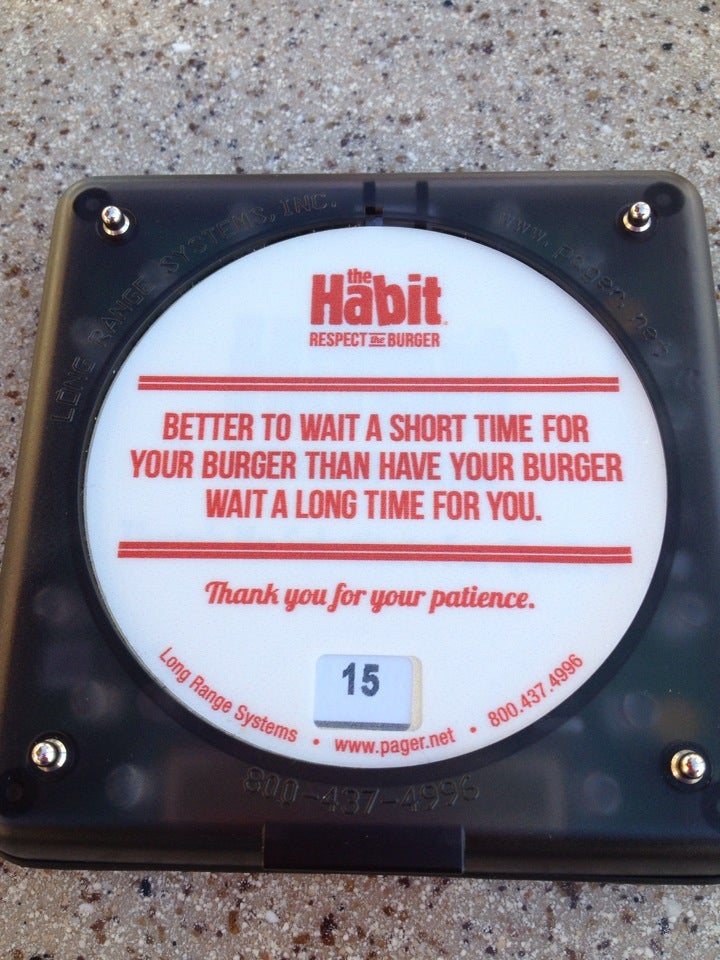 LONG RANGE SYSTEMS, INC.
www.pager.net
the
Habit
RESPECT the BURGER
BETTER TO WAIT A SHORT TIME FOR
YOUR BURGER THAN HAVE YOUR BURGER
WAIT A LONG TIME FOR YOU.
Thank you for your patience.
15
Long Range Systems • www.pager.net • 800.437.4996
800-437-4996